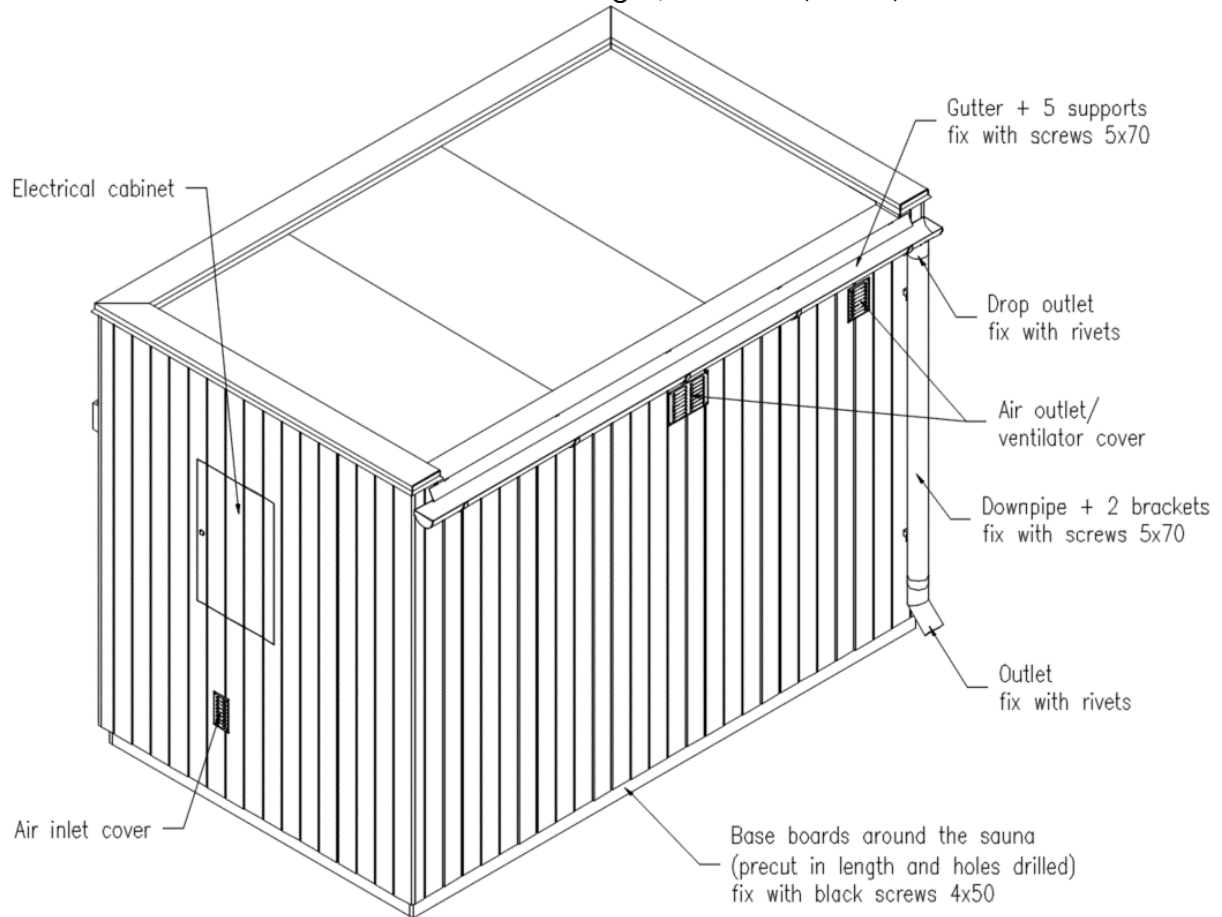 Gutter + 5 supports
fix with screws 5x70
Electrical cabinet
Drop outlet
fix with rivets
Air outlet/
ventilator cover
Downpipe + 2 brackets
fix with screws 5x70
Outlet
fix with rivets
Air inlet cover
Base boards around the sauna
(precut in length and holes drilled)
fix with black screws 4x50